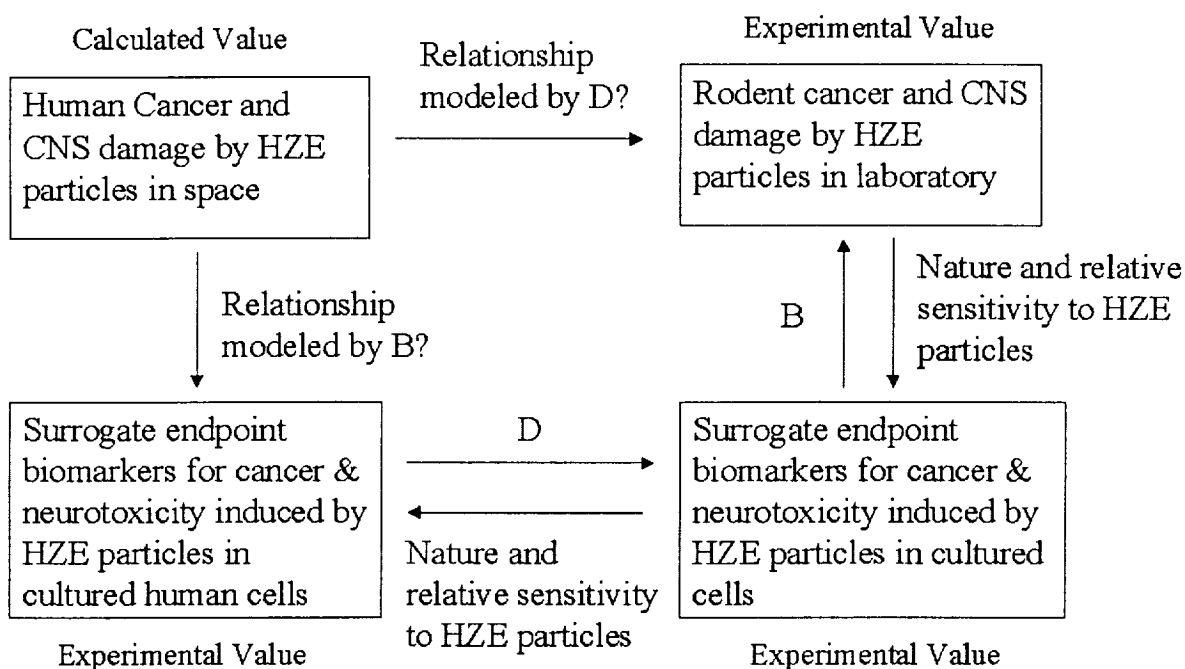 Calculated Value
Human Cancer and
CNS damage by HZE
particles in space
Relationship
modeled by D?
Experimental Value
Rodent cancer and CNS
damage by HZE
particles in laboratory
Relationship
modeled by B?
B
Nature and relative
sensitivity to HZE
particles
Surrogate endpoint
biomarkers for cancer &
neurotoxicity induced by
HZE particles in
cultured human cells
Experimental Value
D
Nature and
relative sensitivity
to HZE particles
Surrogate endpoint
biomarkers for cancer &
neurotoxicity induced by
HZE particles in cultured
cells
Experimental Value